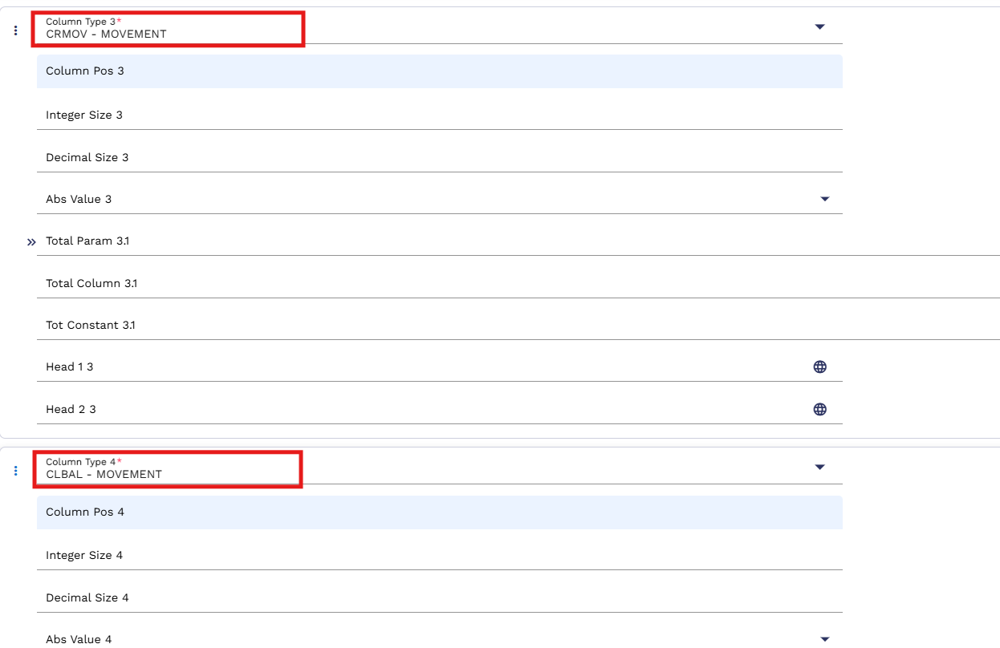 Column Type 3*
CRMOV - MOVEMENT
Column Pos 3
Integer Size 3
Decimal Size 3
Abs Value 3
Total Param 3.1
Total Column 3.1
Tot Constant 3.1
Head 1 3
Head 2 3
Column Type 4*
CLBAL - MOVEMENT
Column Pos 4
Integer Size 4
Decimal Size 4
Abs Value 4